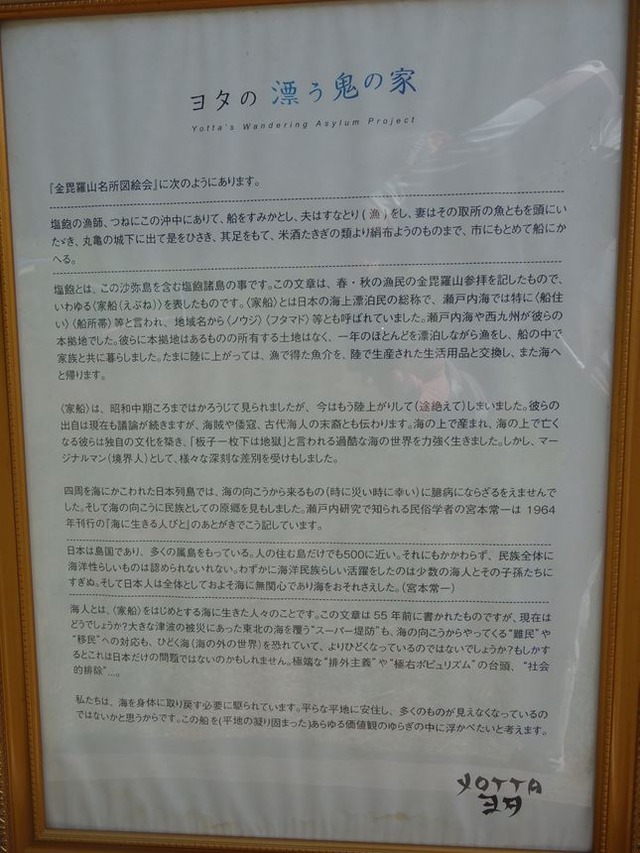 ヨタの 漂う鬼の家
Yotta's Wandering Asylum Project
『金毘羅山名所図絵会』に次のようにあります。
塩飽の漁師、つねにこの沖中にありて、船をすみかとし、夫はすなとり(漁)をし、妻はその取所の魚ともを頭にい
たゞき、丸亀の城下に出て是をひさき、其足をもて、米酒たきぎの類より絹布ようのものまで、市にもとめて船にか
へる。
塩飽とは、この沙弥島を含む塩飽諸島の事です。この文章は、春・秋の漁民の金毘羅山参拝を記したもので、
いわゆる〈家船(えぶね)〉を表したものです。〈家船〉とは日本の海上漂泊民の総称で、瀬戸内海では特に〈船住
い〉〈船所帯〉等と言われ、地域名から〈ノウジ〉〈フタマド〉等とも呼ばれていました。瀬戸内海や西九州が彼らの
本拠地でした。彼らに本拠地はあるものの所有する土地はなく、一年のほとんどを漂泊しながら漁をし、船の中で
家族と共に暮らしました。たまに陸に上がっては、漁で得た魚介を、陸で生産された生活用品と交換し、また海へ
と帰ります。
〈家船〉は、昭和中期ころまではかろうじて見られましたが、今はもう陸上がりして(途絶えて)しまいました。彼らの
出自は現在も議論が続きますが、海賊や倭寇、古代海人の末裔とも伝わります。海の上で産まれ、海の上で亡く
なる彼らは独自の文化を築き、「板子一枚下は地獄」と言われる過酷な海の世界を力強く生きました。しかし、マー
ジナルマン(境界人)として、様々な深刻な差別を受けもしました。
四周を海にかこわれた日本列島では、海の向こうから来るもの(時に災い時に幸い)に臆病にならざるをえませんで
した。そして海の向こうに民族としての原郷を見もしました。瀬戸内研究で知られる民俗学者の宮本常一は 1964
年刊行の『海に生きる人びと』のあとがきでこう記しています。
日本は島国であり、多くの属島をもっている。人の住む島だけでも500に近い。それにもかかわらず、民族全体に
海洋性らしいものは認められないれない。わずかに海洋民族らしい活躍をしたのは少数の海人とその子孫たちに
すぎぬ。そして日本人は全体としておよそ海に無関心であり海をおそれさえした。(宮本常一)
海人とは、〈家船〉をはじめとする海に生きた人々のことです。この文章は 55 年前に書かれたものですが、現在は
どうでしょうか?大きな津波の被災にあった東北の海を覆う“スーパー堤防”も、海の向こうからやってくる“難民”や
“移民”への対応も、ひどく海(海の外の世界)を恐れていて、よりひどくなっているのではないでしょうか?もしかす
るとこれは日本だけの問題ではないのかもしれません。極端な“排外主義”や“極右ポピュリズム”の台頭、“社会
的排除”…。
私たちは、海を身体に取り戻す必要に駆られています。平らな平地に安住し、多くのものが見えなくなっているの
ではないかと思うからです。この船を(平地の凝り固まった)あらゆる価値観のゆらぎの中に浮かべたいと考えます。
YOTTA
ヨタ